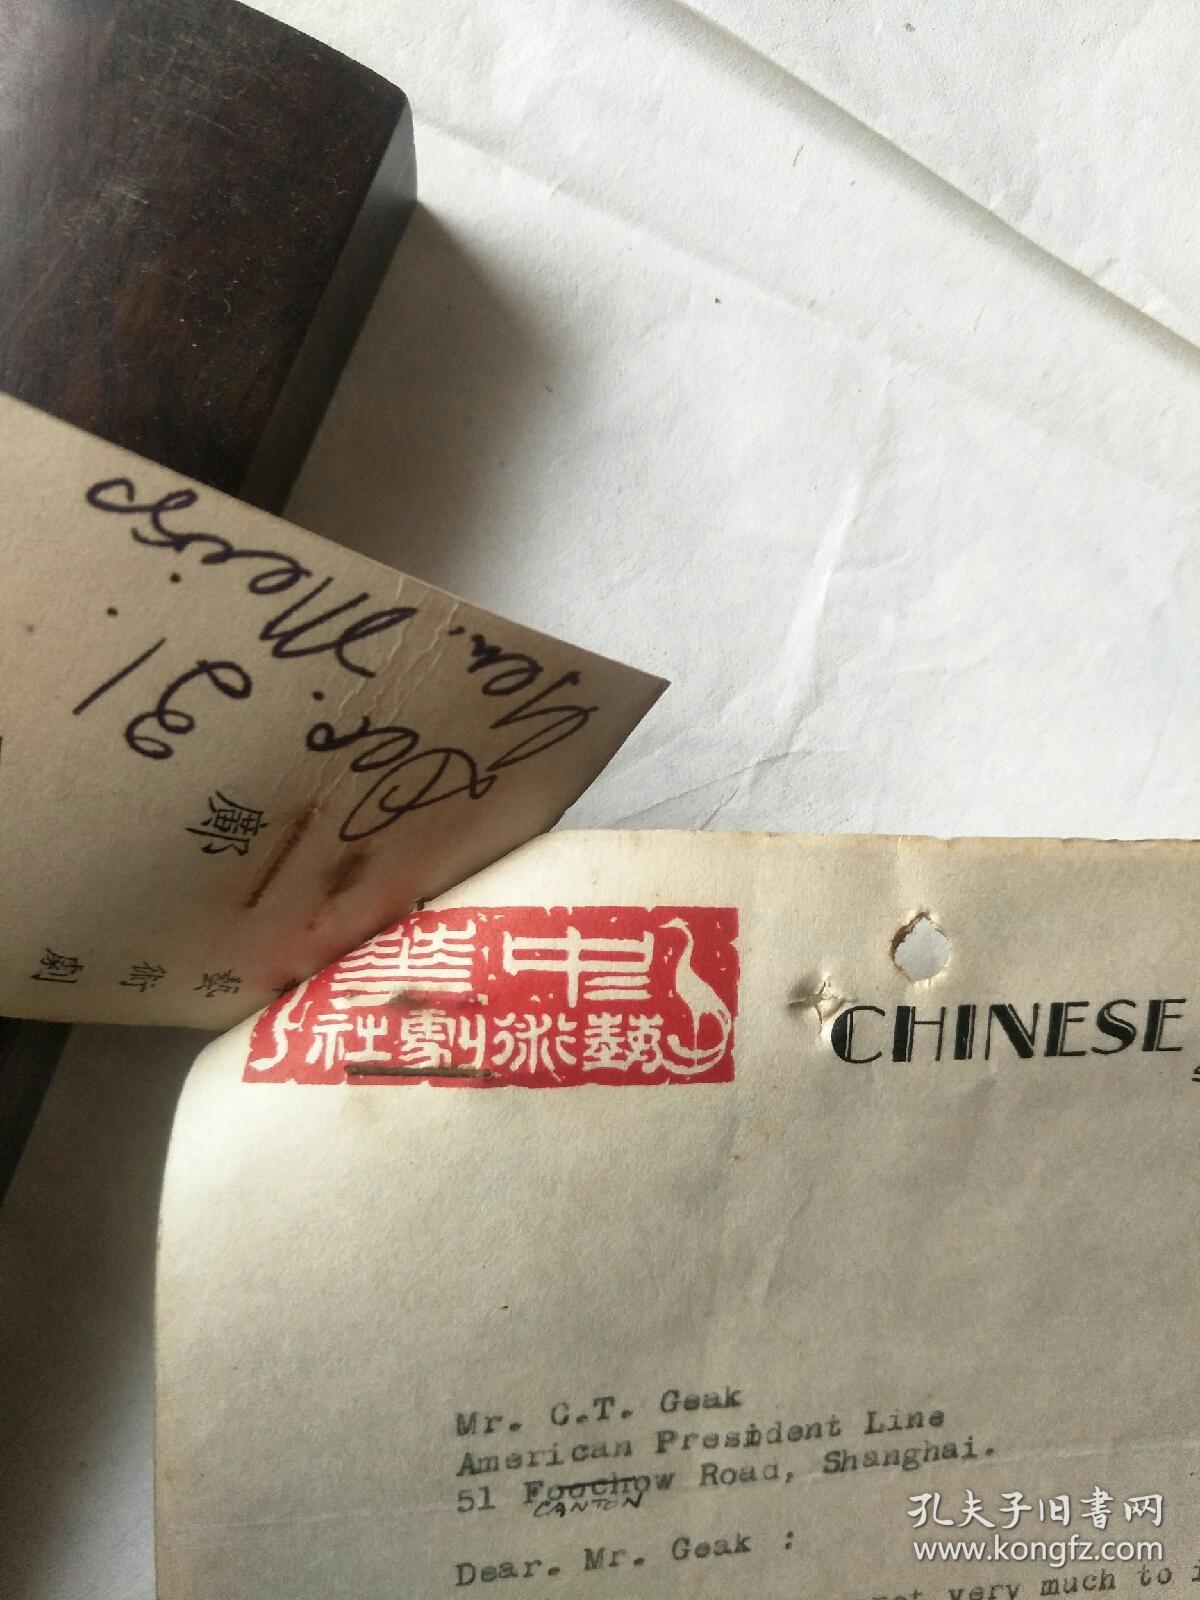 Gen. Meisp
Dec.
31
廊
藝術劇
中華
藝術劇社
CHINESE
Mr. C.T. Geak
American President Line
51 Foochow Road, Shanghai.
CANTON
Dear. Mr. Geak :
very much to
孔夫子旧书网
www.kongfz.com